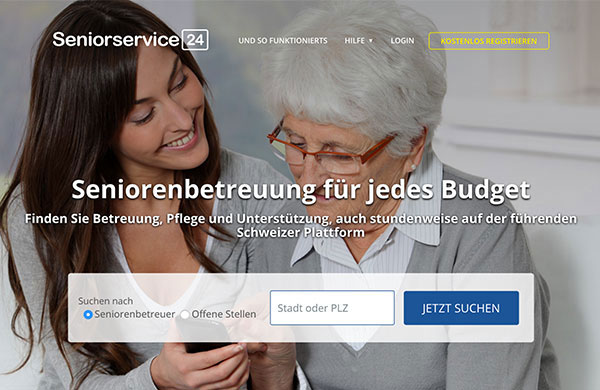 Seniorservice 24
UND SO FUNKTIONIERTS HILFE ▼ LOGIN KOSTENLOS REGISTRIEREN
Seniorenbetreuung für jedes Budget
Finden Sie Betreuung, Pflege und Unterstützung, auch stundenweise auf der führenden
Schweizer Plattform
Suchen nach
Seniorenbetreuer Offene Stellen
Stadt oder PLZ
JETZT SUCHEN